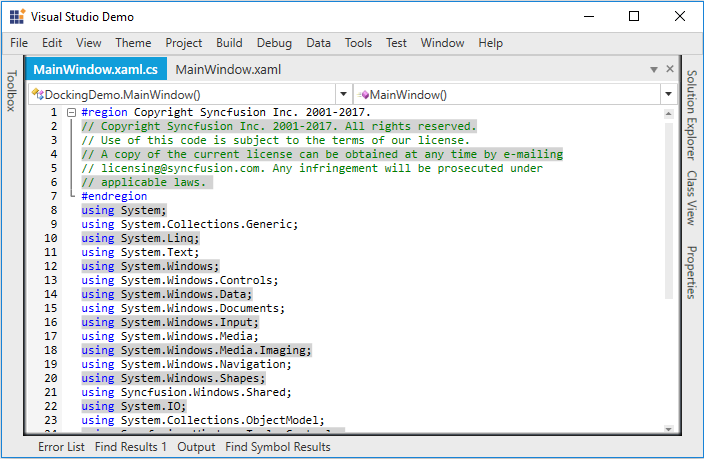 Visual Studio Demo
File Edit View Theme Project Build Debug Data Tools Test Window Help
Toolbox
MainWindow.xaml.cs MainWindow.xaml
DockingDemo.MainWindow() MainWindow()
1 #region Copyright Syncfusion Inc. 2001-2017.
2 // Copyright Syncfusion Inc. 2001-2017. All rights reserved.
3 // Use of this code is subject to the terms of our license.
4 // A copy of the current license can be obtained at any time by e-mailing
5 // licensing@syncfusion.com. Any infringement will be prosecuted under
6 // applicable laws.
7 #endregion
8 using System;
9 using System.Collections.Generic;
10 using System.Linq;
11 using System.Text;
12 using System.Windows;
13 using System.Windows.Controls;
14 using System.Windows.Data;
15 using System.Windows.Documents;
16 using System.Windows.Input;
17 using System.Windows.Media;
18 using System.Windows.Media.Imaging;
19 using System.Windows.Navigation;
20 using System.Windows.Shapes;
21 using Syncfusion.Windows.Shared;
22 using System.IO;
23 using System.Collections.ObjectModel;
Solution Explorer
Class View
Properties
Error List Find Results 1 Output Find Symbol Results